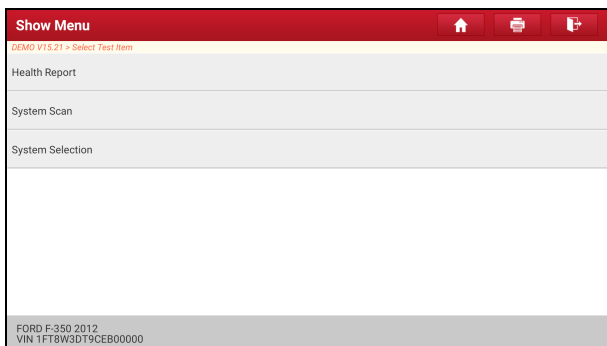 Show Menu
DEMO V15.21 > Select Test Item
Health Report
System Scan
System Selection
FORD F-350 2012
VIN 1FT8W3DT9CEB00000